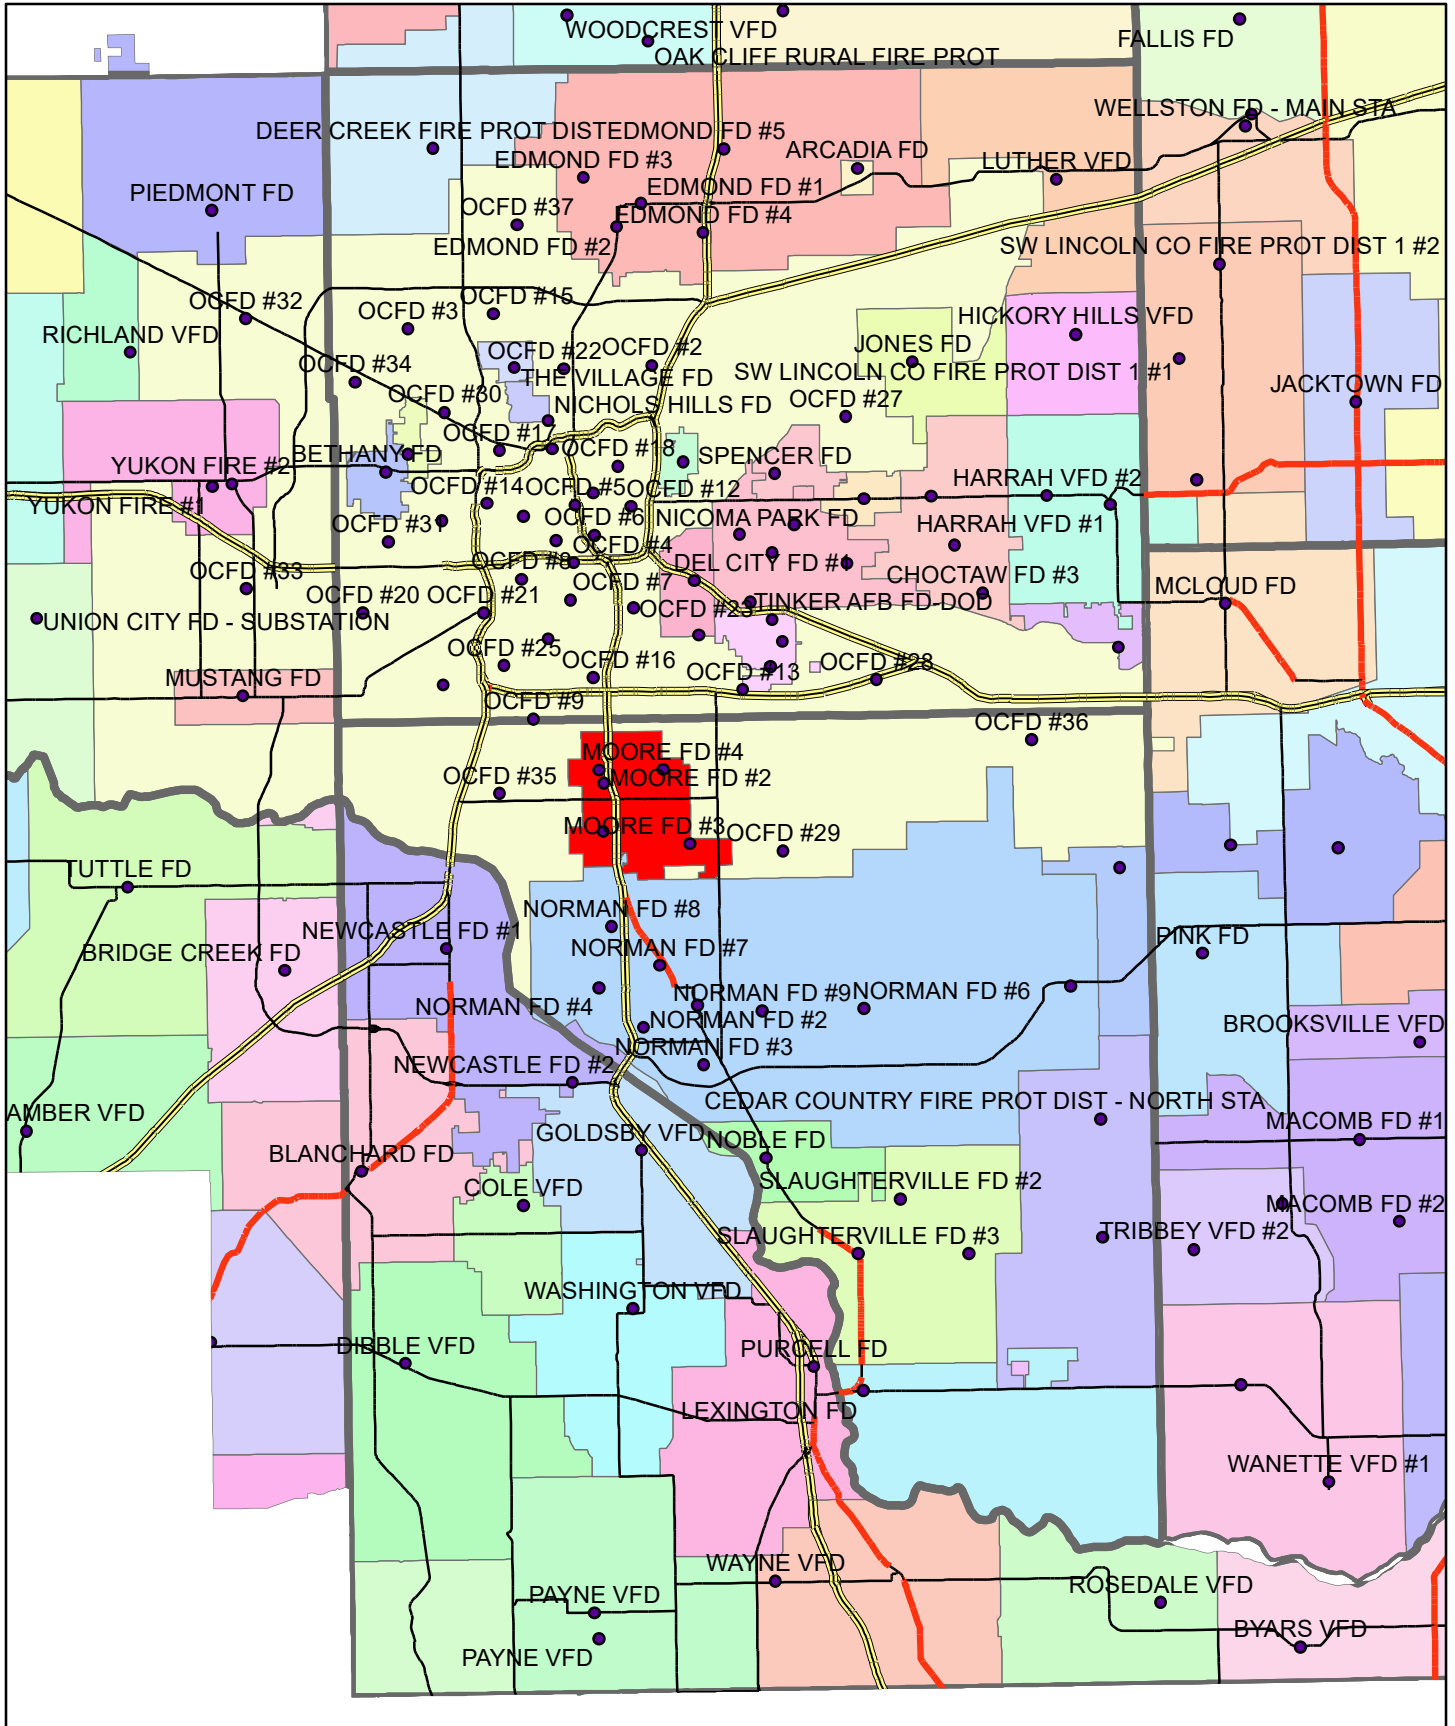 WOODCREST VFD
FALLIS FD
OAK CLIFF RURAL FIRE PROT
WELLSTON FD - MAIN STA
DEER CREEK FIRE PROT DIST
EDMOND FD #5
EDMOND FD #3
ARCADIA FD
LUTHER VFD
PIEDMONT FD
EDMOND FD #1
OCFD #37
EDMOND FD #4
EDMOND FD #2
SW LINCOLN CO FIRE PROT DIST 1 #2
OCFD #32
OCFD #15
OCFD #3
HICKORY HILLS VFD
RICHLAND VFD
JONES FD
OCFD #22
OCFD #2
OCFD #34
THE VILLAGE FD
SW LINCOLN CO FIRE PROT DIST 1 #1
JACKTOWN FD
OCFD #30
NICHOLS HILLS FD
OCFD #27
OCFD #17
OCFD #18
BETHANY FD
SPENCER FD
YUKON FIRE #2
HARRAH VFD #2
OCFD #14
OCFD #5
OCFD #12
YUKON FIRE #1
OCFD #31
OCFD #6
NICOMA PARK FD
HARRAH VFD #1
OCFD #4
OCFD #8
DEL CITY FD #1
OCFD #33
OCFD #7
CHOCTAW FD #3
MCLOUD FD
OCFD #20
OCFD #21
OCFD #23
TINKER AFB FD-DOD
UNION CITY FD - SUBSTATION
OCFD #25
OCFD #16
OCFD #13
OCFD #28
MUSTANG FD
OCFD #9
OCFD #36
MOORE FD #4
OCFD #35
MOORE FD #2
MOORE FD #3
OCFD #29
TUTTLE FD
NORMAN FD #8
NEWCASTLE FD #1
PINK FD
BRIDGE CREEK FD
NORMAN FD #7
NORMAN FD #4
NORMAN FD #9
NORMAN FD #6
NORMAN FD #2
BROOKSVILLE VFD
NORMAN FD #3
NEWCASTLE FD #2
AMBER VFD
CEDAR COUNTRY FIRE PROT DIST - NORTH STA
MACOMB FD #1
GOLDSBY VFD
NOBLE FD
BLANCHARD FD
COLE VFD
SLAUGHTERVILLE FD #2
MACOMB FD #2
SLAUGHTERVILLE FD #3
TRIBBEY VFD #2
WASHINGTON VFD
DIBBLE VFD
PURCELL FD
LEXINGTON FD
WANETTE VFD #1
WAYNE VFD
ROSEDALE VFD
PAYNE VFD
BYARS VFD
PAYNE VFD